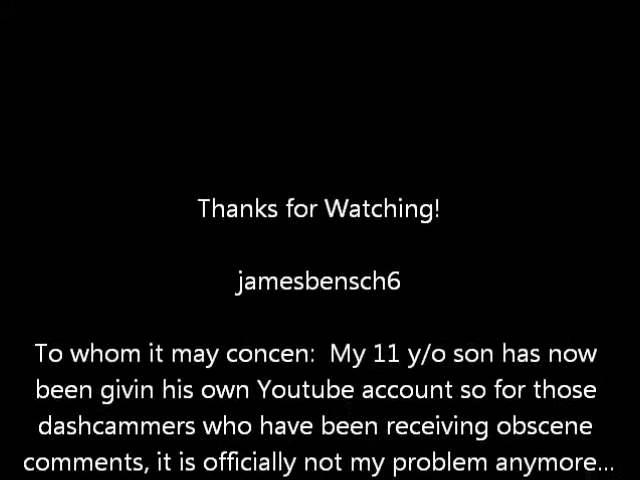 Thanks for Watching!
jamesbensch6
To whom it may concen:  My 11 y/o son has now
been givin his own Youtube account so for those
dashcammers who have been receiving obscene
comments, it is officially not my problem anymore...